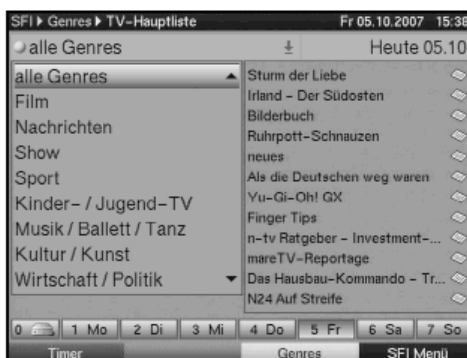 SFI Genres TV-Hauptliste Fr 05.10.2007 15:38
alle Genres Heute 05.10
alle Genres
Film
Nachrichten
Show
Sport
Kinder- / Jugend-TV
Musik / Ballett / Tanz
Kultur / Kunst
Wirtschaft / Politik
Sturm der Liebe
Irland - Der Südosten
Bilderbuch
Ruhrpott-Schnauzen
neues
Als die Deutschen weg waren
Yu-Gi-Oh! GX
Finger Tips
n-tv Ratgeber - Investment-...
mareTV-Reportage
Das Hausbau-Kommando - Tr...
N24 Auf Streife
0 1 Mo 2 Di 3 Mi 4 Do 5 Fr 6 Sa 7 So
Timer Genres SFI Menü